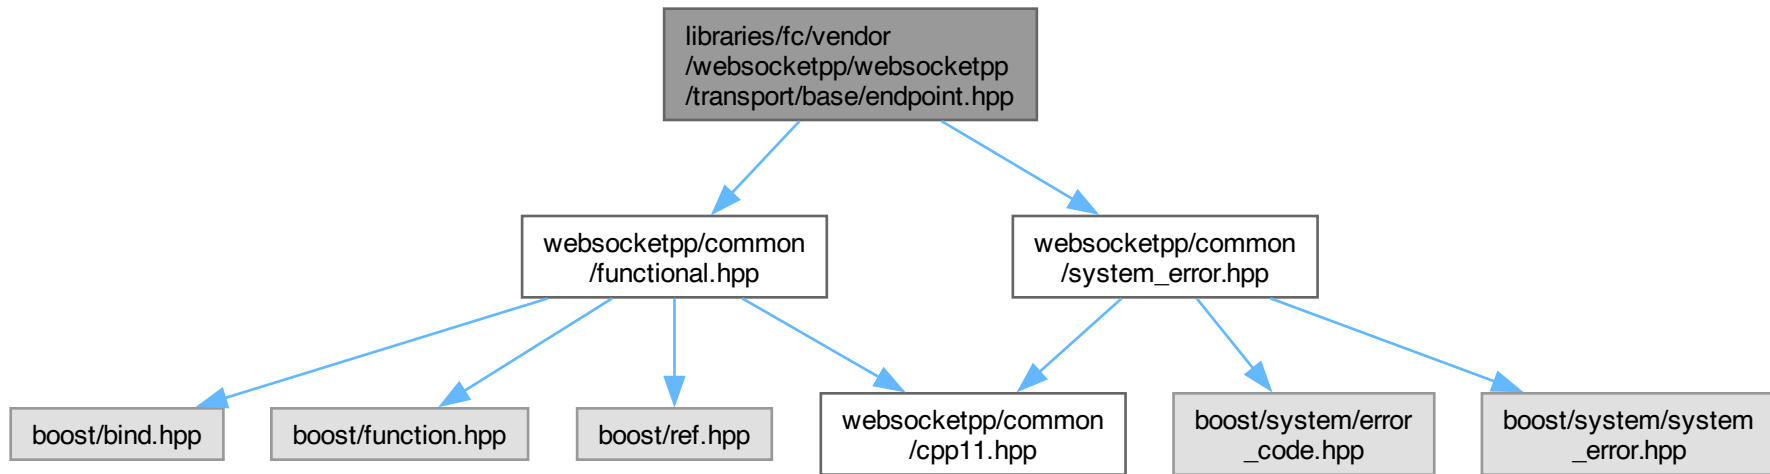 libraries/fc/vendor
/websocketpp/websocketpp
/transport/base/endpoint.hpp
websocketpp/common
/functional.hpp
websocketpp/common
/system_error.hpp
boost/bind.hpp
boost/function.hpp
boost/ref.hpp
websocketpp/common
/cpp11.hpp
boost/system/error
_code.hpp
boost/system/system
_error.hpp